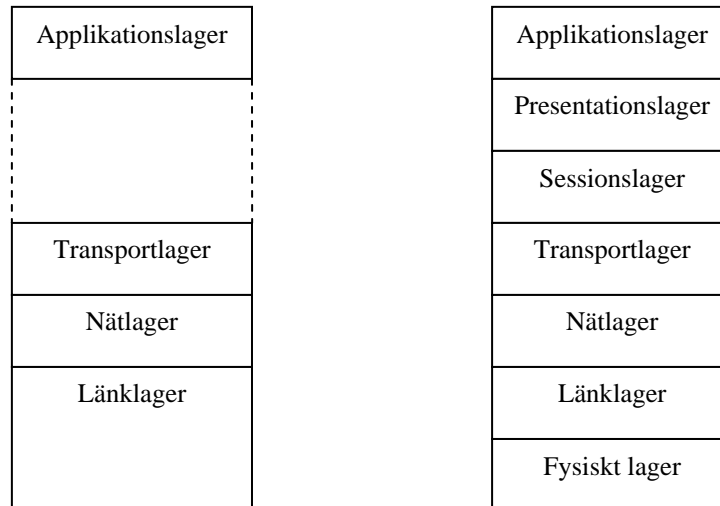 Applikationslager
Transportlager
Nätlager
Länklager
Applikationslager
Presentationslager
Sessionslager
Transportlager
Nätlager
Länklager
Fysiskt lager